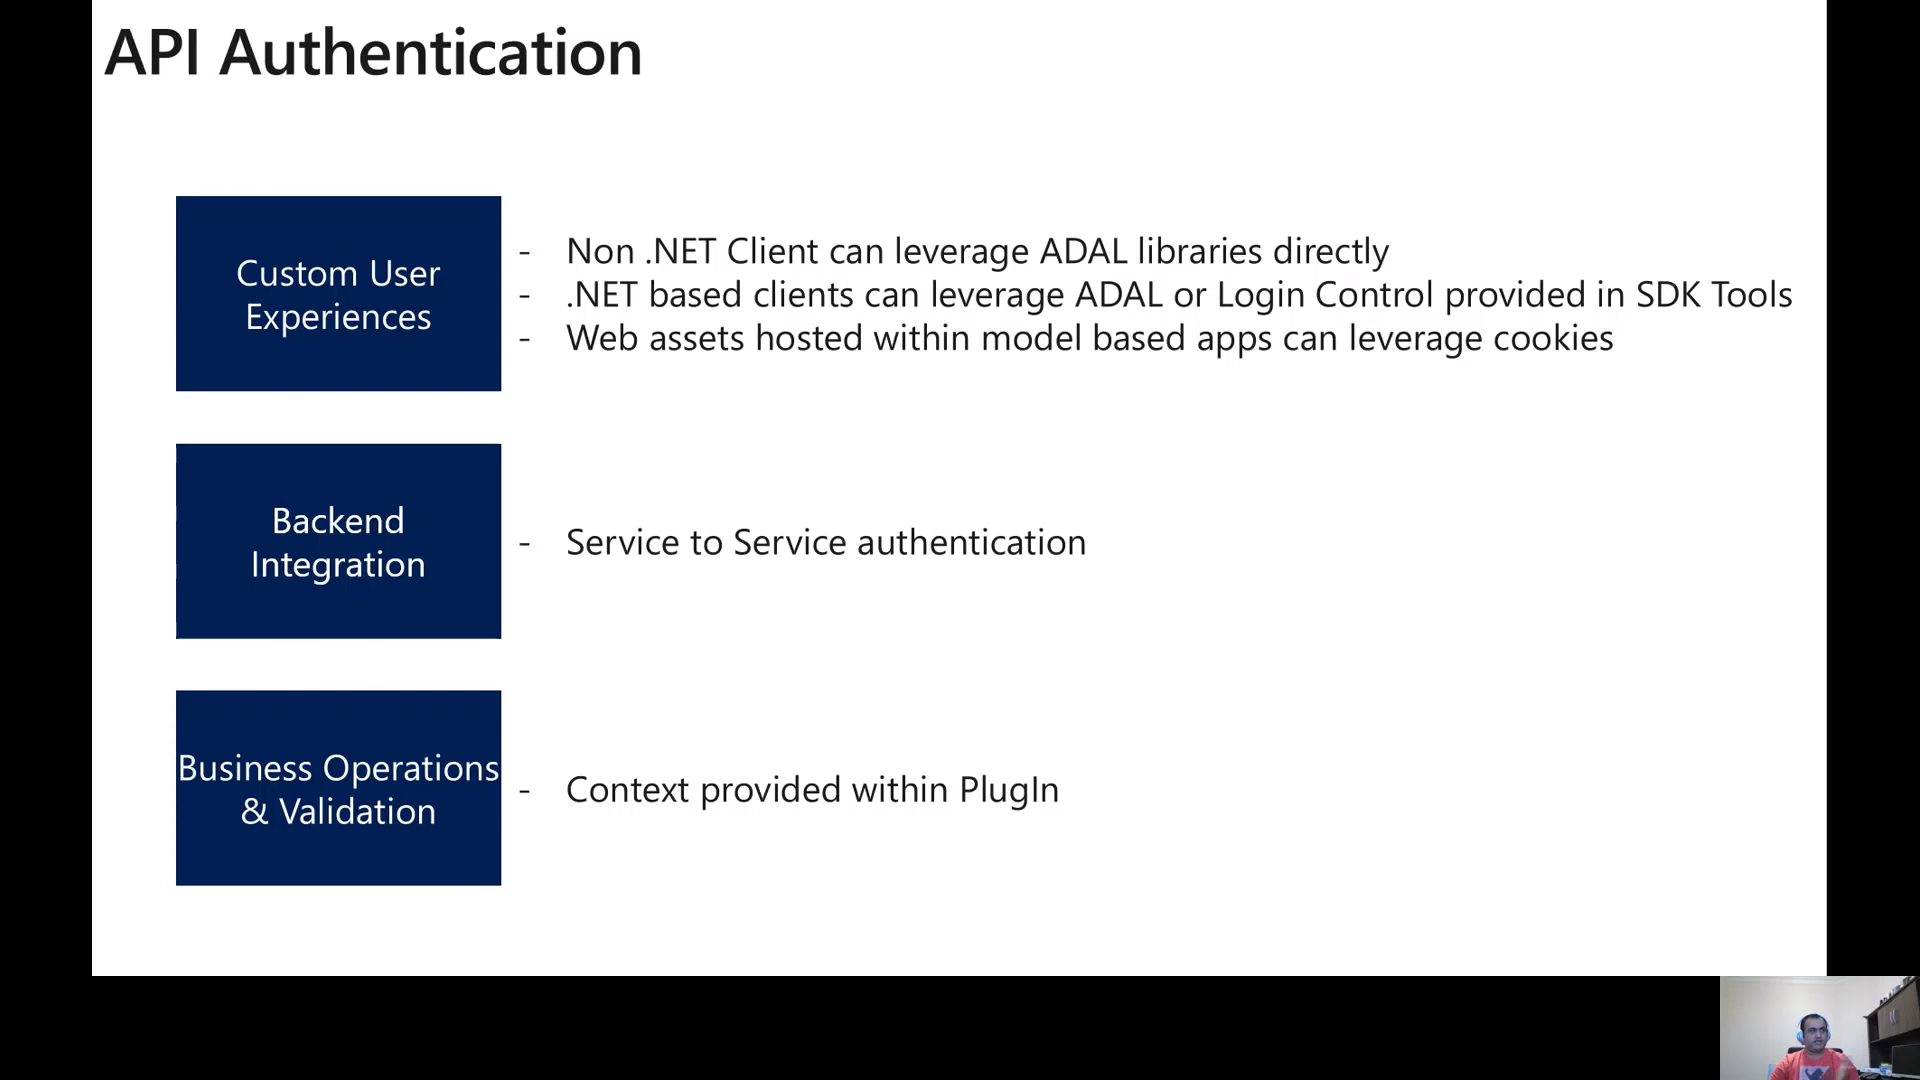 API Authentication
Custom User
Experiences
- Non .NET Client can leverage ADAL libraries directly
- .NET based clients can leverage ADAL or Login Control provided in SDK Tools
- Web assets hosted within model based apps can leverage cookies
Backend
Integration
- Service to Service authentication
Business Operations
& Validation
- Context provided within PlugIn